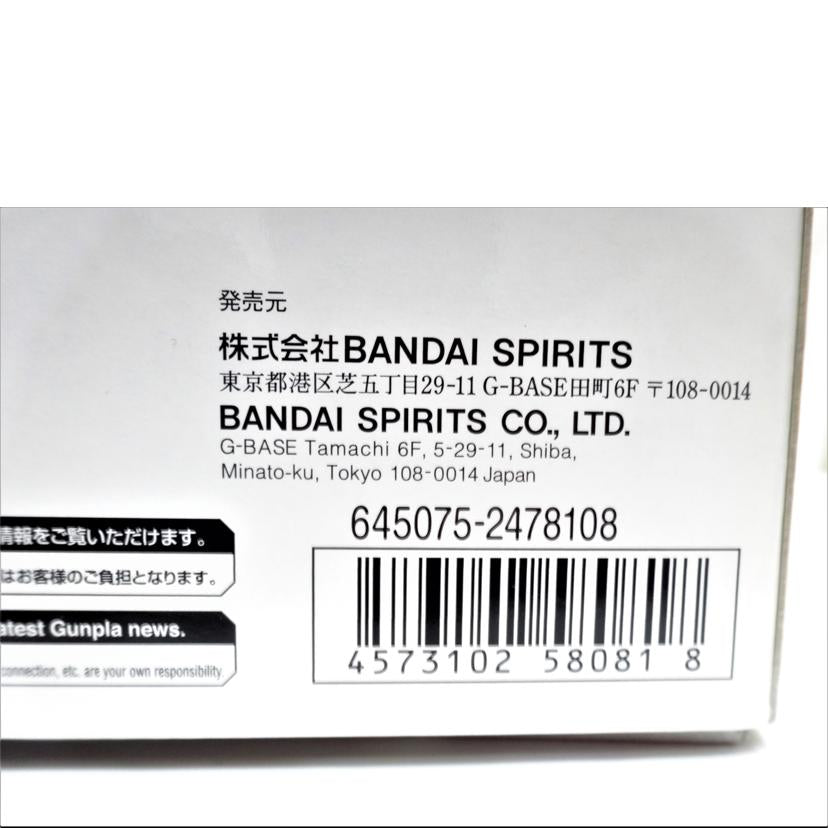 発売元
株式会社BANDAI SPIRITS
東京都港区芝五丁目29-11 G-BASE田町6F 〒108-0014
BANDAI SPIRITS CO., LTD.
G-BASE Tamachi 6F, 5-29-11, Shiba,
Minato-ku, Tokyo 108-0014 Japan
645075-2478108
4573102 58081 8
情報をご覧いただけます。
はお客様のご負担となります。
atest Gunpla news.
connection, etc. are your own responsibility.